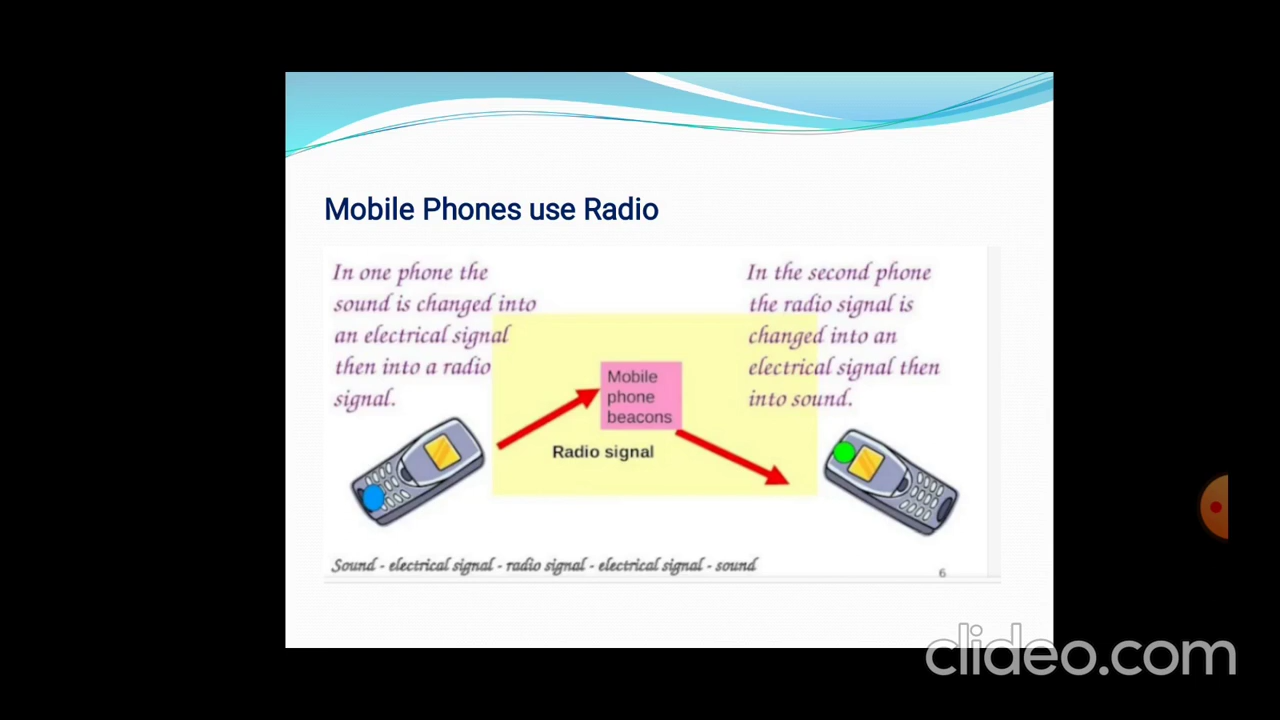 Mobile Phones use Radio
In one phone the
sound is changed into
an electrical signal
then into a radio
signal.
In the second phone
the radio signal is
changed into an
electrical signal then
into sound.
Mobile
phone
beacons
Radio signal
Sound - electrical signal - radio signal - electrical signal - sound
6
clideo.com